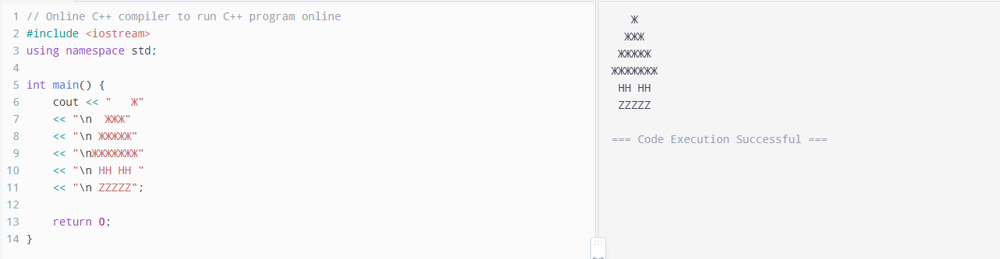 1 // Online C++ compiler to run C++ program online
2 #include <iostream>
3 using namespace std;
4
5 int main() {
6     cout << "   Ж"
7     << "\n  ЖЖЖ"
8     << "\n ЖЖЖЖЖ"
9     << "\nЖЖЖЖЖЖЖ"
10     << "\n HH HH "
11     << "\n ZZZZZ";
12
13     return 0;
14 }
   Ж
  ЖЖЖ
 ЖЖЖЖЖ
ЖЖЖЖЖЖЖ
 HH HH
 ZZZZZ
=== Code Execution Successful ===